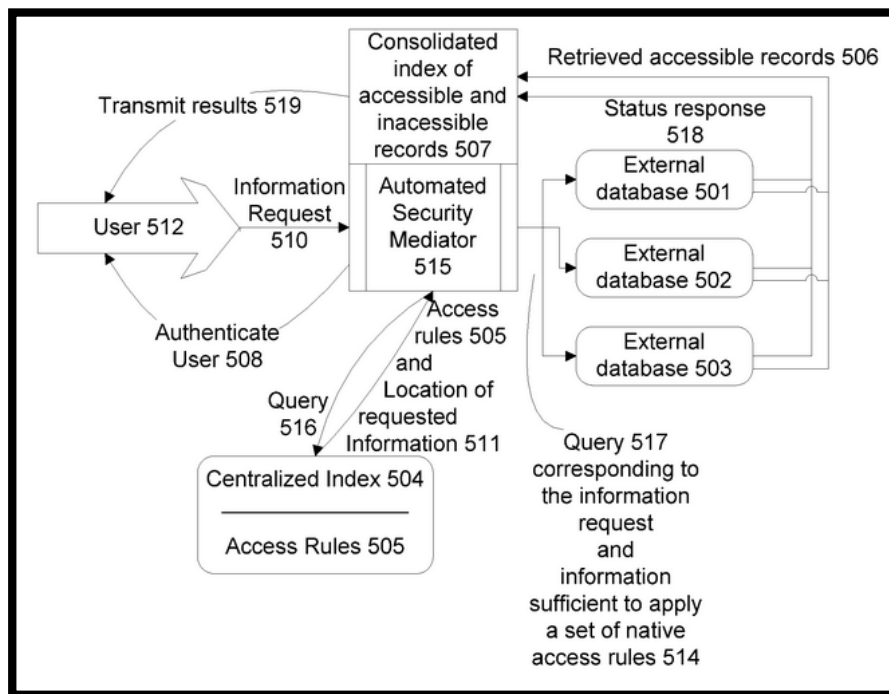 Consolidated
index of
accessible and
inacessible
records 507
Retrieved accessible records 506
Transmit results 519
Status response
518
External
database 501
User 512
Information
Request
510
Automated
Security
Mediator
515
External
database 502
Authenticate
User 508
Access
rules 505
and
Location of
requested
Information 511
External
database 503
Query
516
Centralized Index 504
Access Rules 505
Query 517
corresponding to
the information
request
and
information
sufficient to apply
a set of native
access rules 514